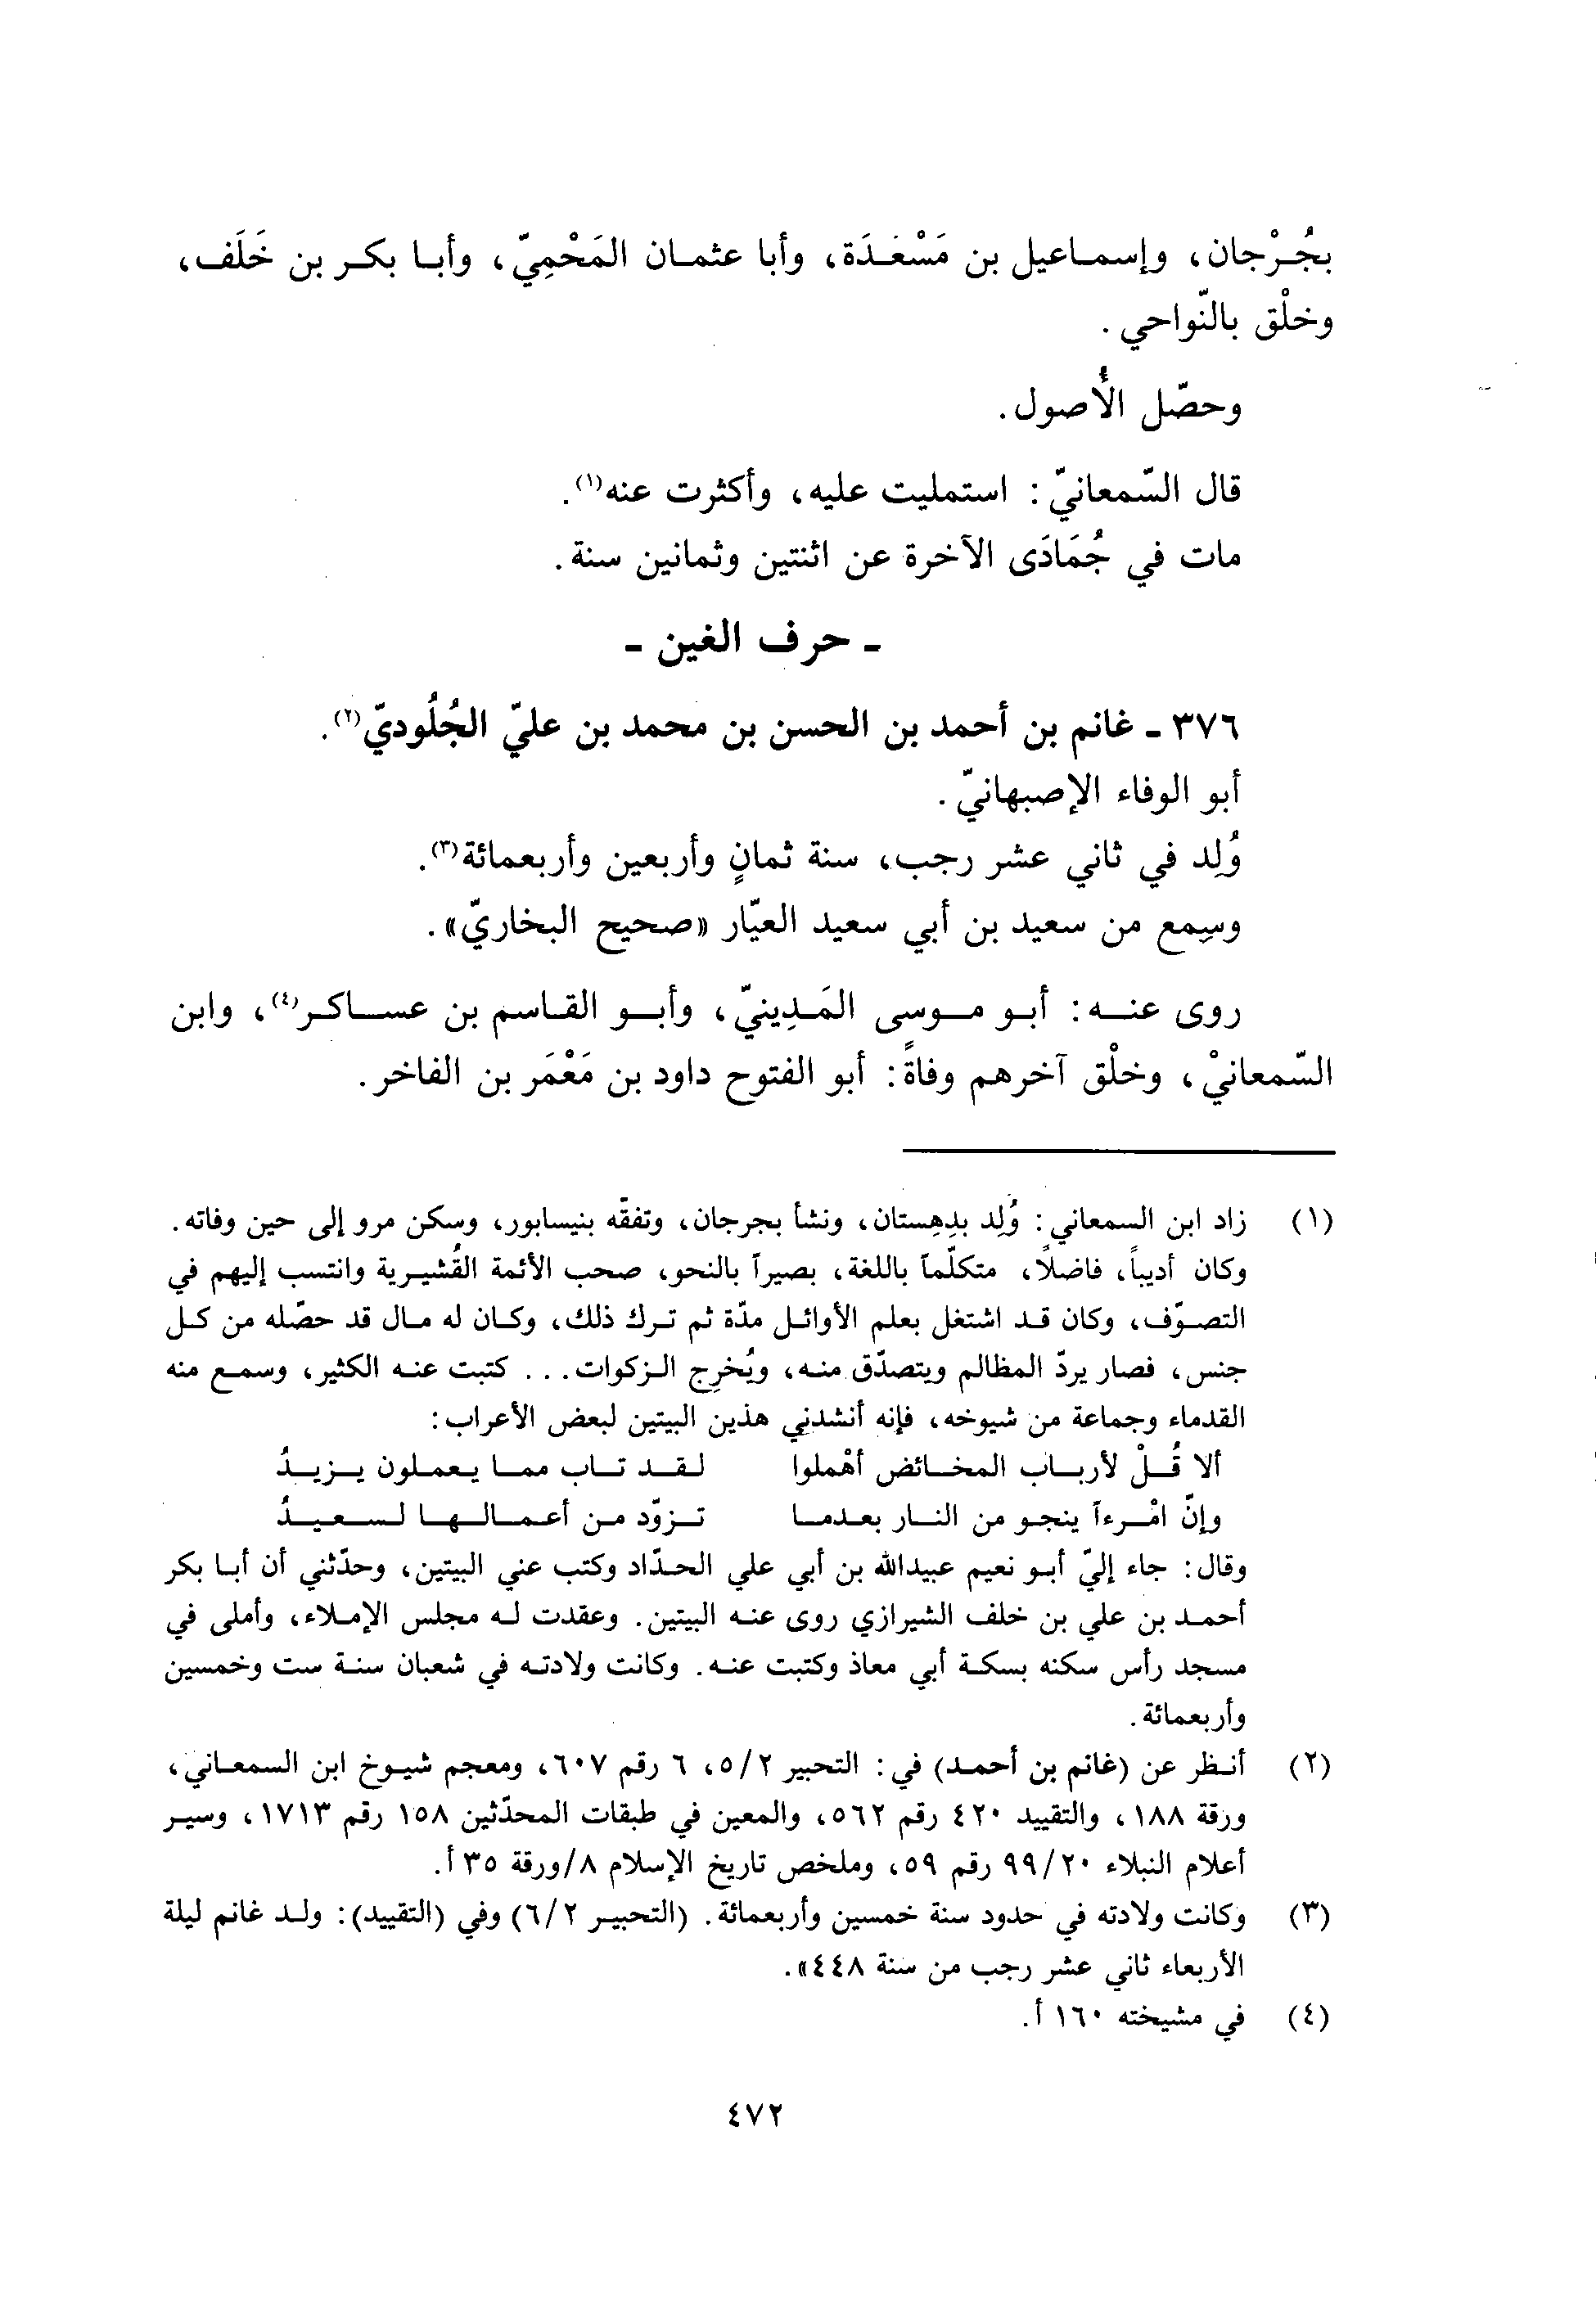 بجُرْجان، وإسماعيل بن مَسْعَدَة، وأبا عثمان المَحْمِيّ، وأبا بكر بن خَلَف،
وخلْق بالنّواحي.
وحصّل الأُصول.
قال السّمعانيّ: استمليت عليه، وأكثرت عنه(١).
مات في جُمَادَى الآخرة عن اثنتين وثمانين سنة.
- حرف الغين -
٣٧٦ - غانم بن أحمد بن الحسن بن محمد بن عليّ الجُلُوديّ(٢).
أبو الوفاء الإصبهانيّ.
وُلِد في ثاني عشر رجب، سنة ثمانٍ وأربعين وأربعمائة(٣).
وسمِع من سعيد بن أبي سعيد العيّار «صحيح البخاريّ».
روى عنه: أبو موسى المَدِينيّ، وأبو القاسم بن عساكر(٤)، وابن
السّمعانيْ، وخلْق آخرهم وفاةً: أبو الفتوح داود بن مَعْمَر بن الفاخر.
(١) زاد ابن السمعاني: وُلِد بدِهِستان، ونشأ بجرجان، وتفقّه بنيسابور، وسكن مرو إلى حين وفاته.
وكان أديباً، فاضلاً، متكلّماً باللغة، بصيراً بالنحو، صحب الأئمة القُشيرية وانتسب إليهم في
التصوّف، وكان قد اشتغل بعلم الأوائل مدّة ثم ترك ذلك، وكان له مال قد حصّله من كل
جنس، فصار يردّ المظالم ويتصدّق منه، ويُخرِج الزكوات... كتبت عنه الكثير، وسمع منه
القدماء وجماعة من شيوخه، فإنه أنشدني هذين البيتين لبعض الأعراب:
ألا قُلْ لأرباب المخائض أهْملوا لقد تاب مما يعملون يزيدُ
وإنّ امْرءاً ينجو من النار بعدما تزوّد من أعمالها لسعيدُ
وقال: جاء إليّ أبو نعيم عبيدالله بن أبي علي الحدّاد وكتب عني البيتين، وحدّثني أن أبا بكر
أحمد بن علي بن خلف الشيرازي روى عنه البيتين. وعقدت له مجلس الإملاء، وأملى في
مسجد رأس سكنه بسكة أبي معاذ وكتبت عنه. وكانت ولادته في شعبان سنة ست وخمسين
وأربعمائة.
(٢) أنظر عن (غانم بن أحمد) في: التحبير ٥/٢، ٦ رقم ٦٠٧، ومعجم شيوخ ابن السمعاني،
ورقة ١٨٨، والتقييد ٤٢٠ رقم ٥٦٢، والمعين في طبقات المحدّثين ١٥٨ رقم ١٧١٣، وسير
أعلام النبلاء ٩٩/٢٠ رقم ٥٩، وملخص تاريخ الإسلام ٨/ورقة ٣٥ أ.
(٣) وكانت ولادته في حدود سنة خمسين وأربعمائة. (التحبير ٦/٢) وفي (التقييد): ولد غانم ليلة
الأربعاء ثاني عشر رجب من سنة ٤٤٨».
(٤) في مشيخته ١٦٠ أ.
٤٧٢